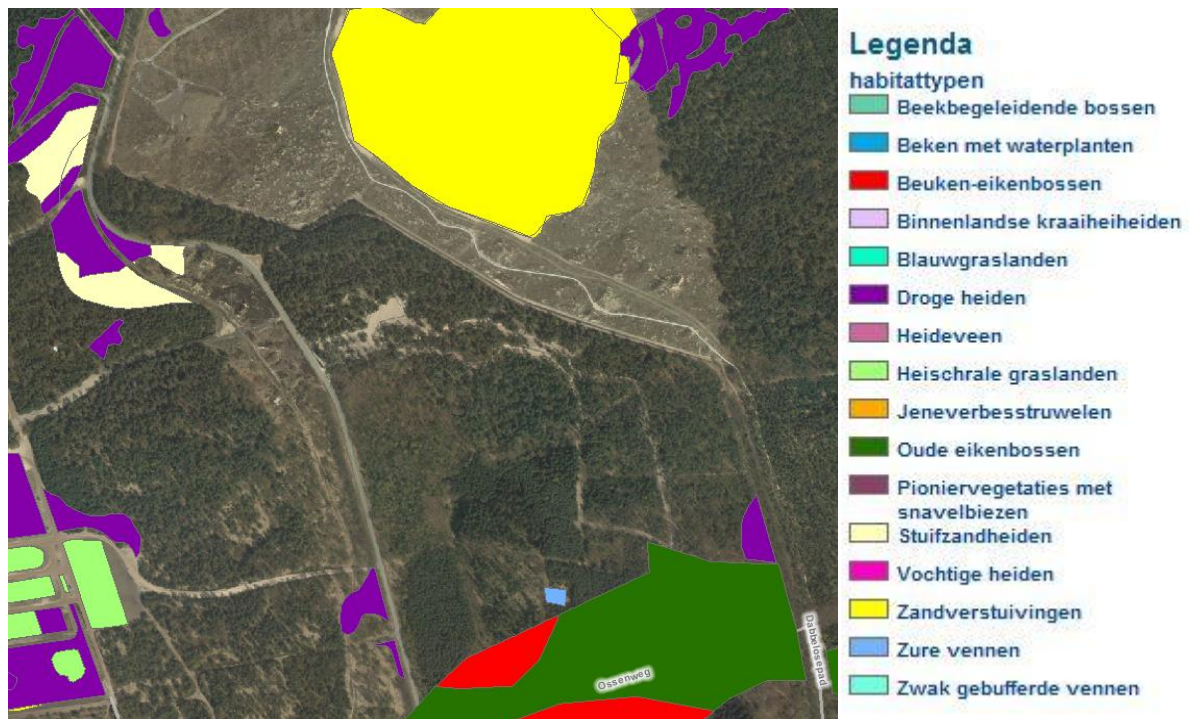 Legenda
habitattypen
Beekbegeleidende bossen
Beken met waterplanten
Beuken-eikenbossen
Binnenlandse kraaiheiheiden
Blauwgraslanden
Droge heiden
Heideveen
Heischrale graslanden
Jeneverbesstruwelen
Oude eikenbossen
Pioniervegetaties met
snavelbiezen
Stuifzandheiden
Vochtige heiden
Zandverstuivingen
Zure vennen
Zwak gebufferde vennen
Ossenweg
Dabbelosepad